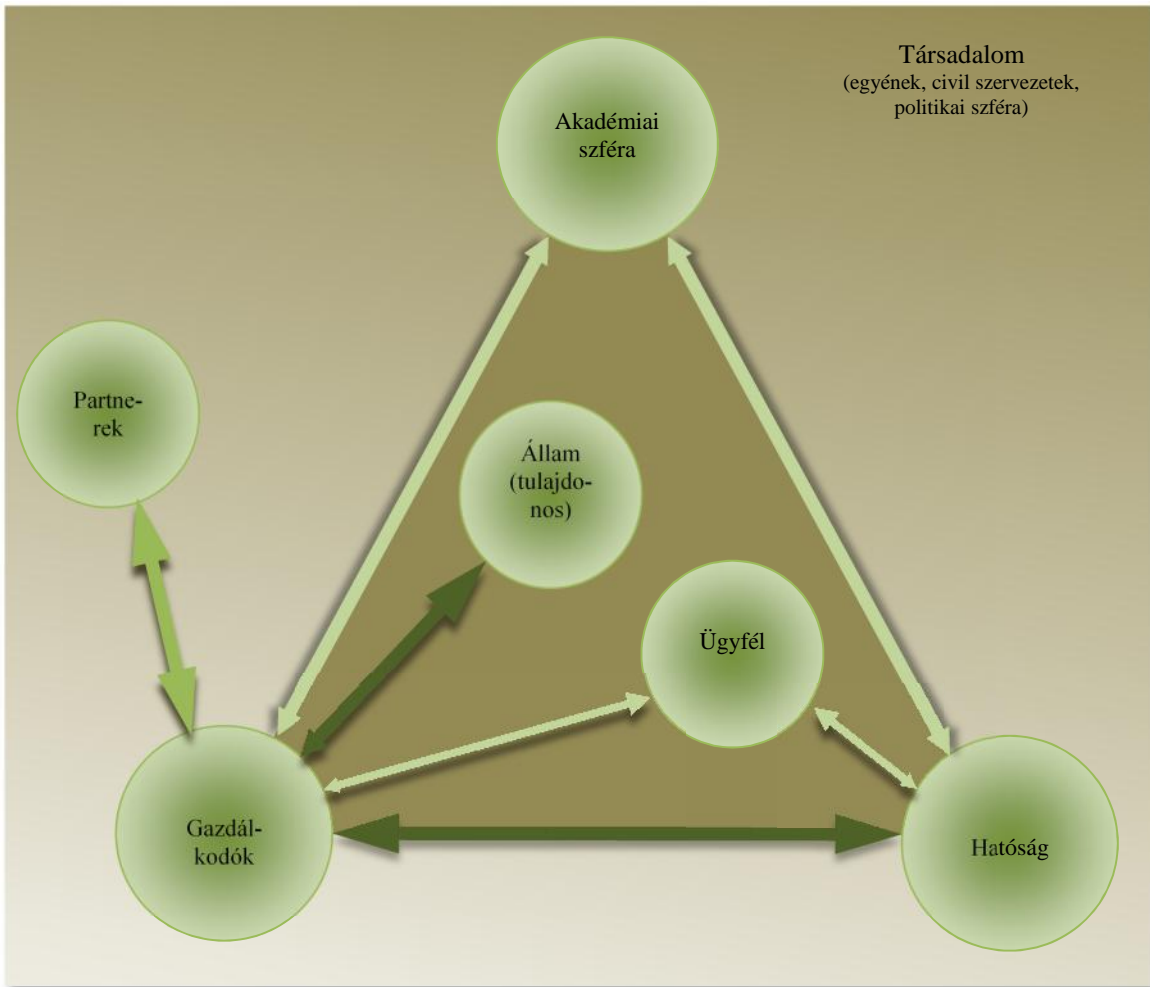 Társadalom
(egyének, civil szervezetek,
politikai szféra)
Akadémiai
szféra
Partne-
rek
Állam
(tulajdo-
nos)
Ügyfél
Gazdál-
kodók
Hatóság